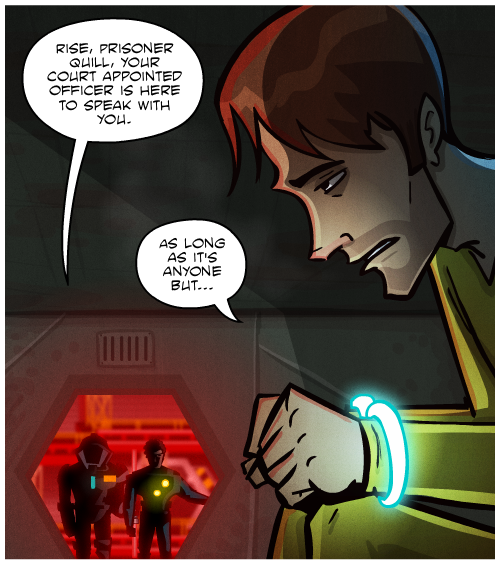 RISE, PRISONER
QUILL, YOUR
COURT APPOINTED
OFFICER IS HERE
TO SPEAK WITH
YOU.
AS LONG
AS IT'S
ANYONE
BUT...